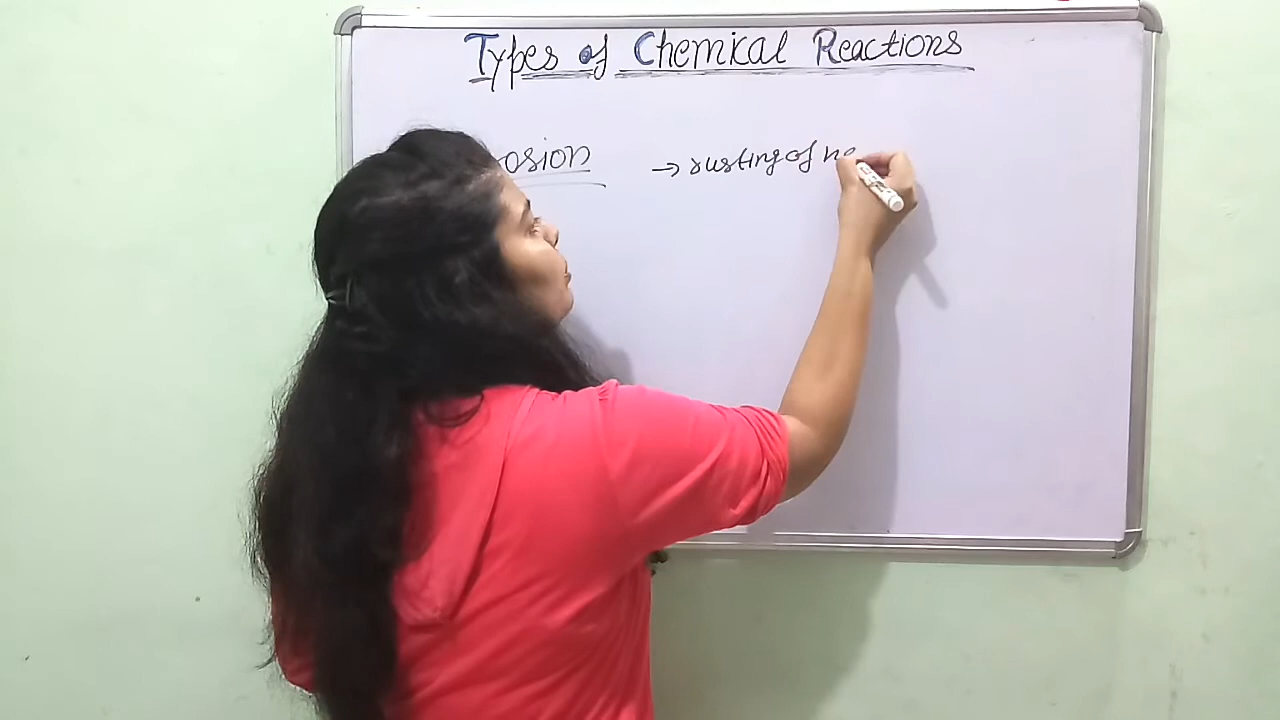 Types of Chemical Reactions
osion → rusting of